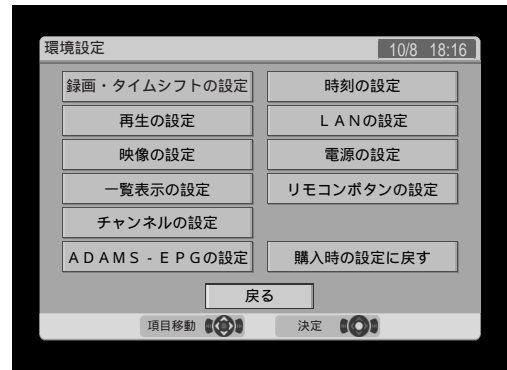 環境設定
10/8 18:16
録画・タイムシフトの設定
時刻の設定
再生の設定
ＬＡＮの設定
映像の設定
電源の設定
一覧表示の設定
リモコンボタンの設定
チャンネルの設定
ＡＤＡＭＳ‐ＥＰＧの設定
購入時の設定に戻す
戻る
項目移動
決定